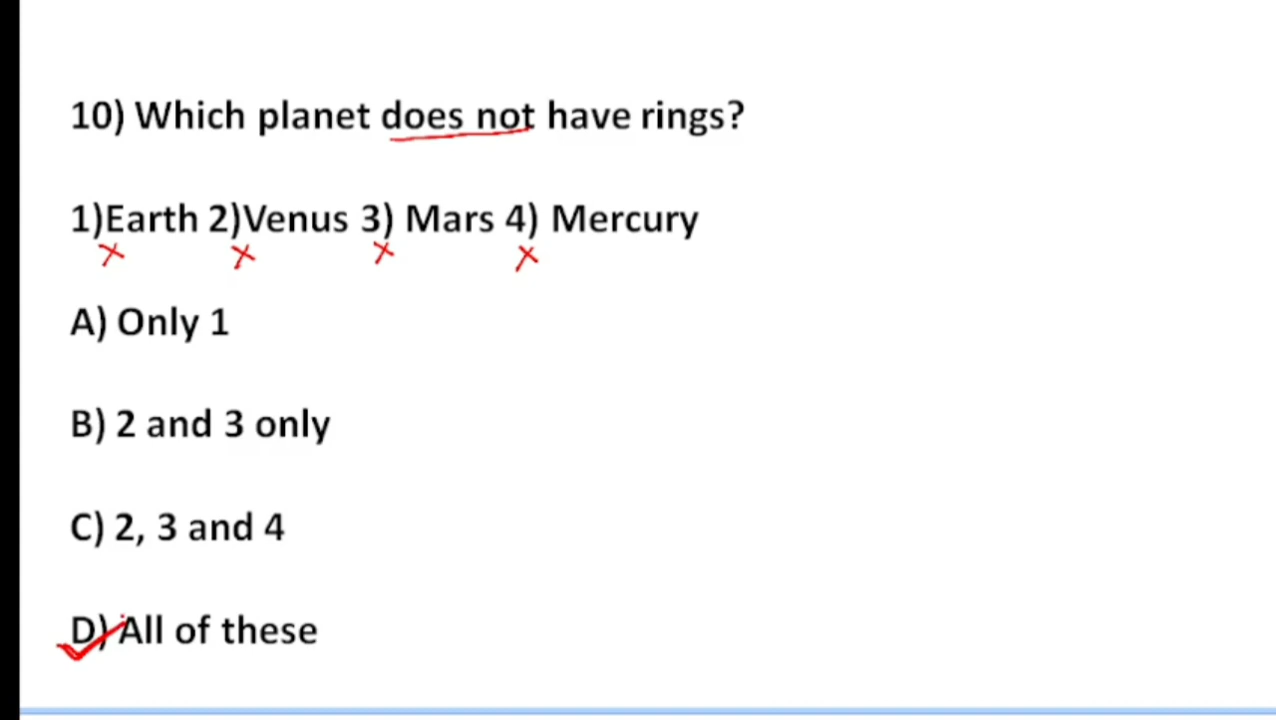 10) Which planet does not have rings?
1)Earth 2)Venus 3) Mars 4) Mercury
A) Only 1
B) 2 and 3 only
C) 2, 3 and 4
D) All of these